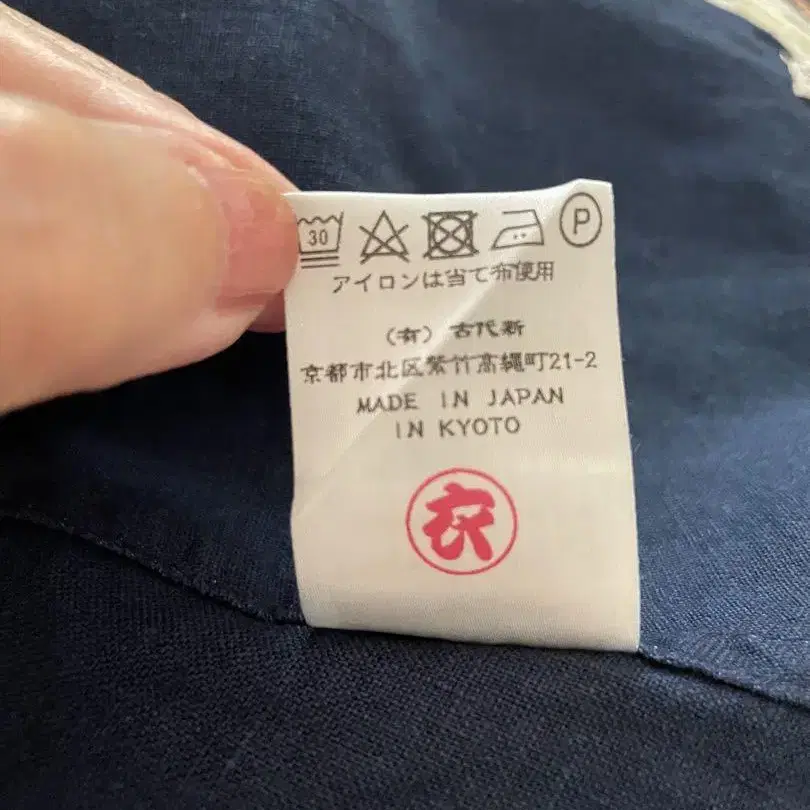 30 P
アイロンは当て布使用
(有) 古代新
京都市北区紫竹高縄町21-2
MADE IN JAPAN
IN KYOTO
衣